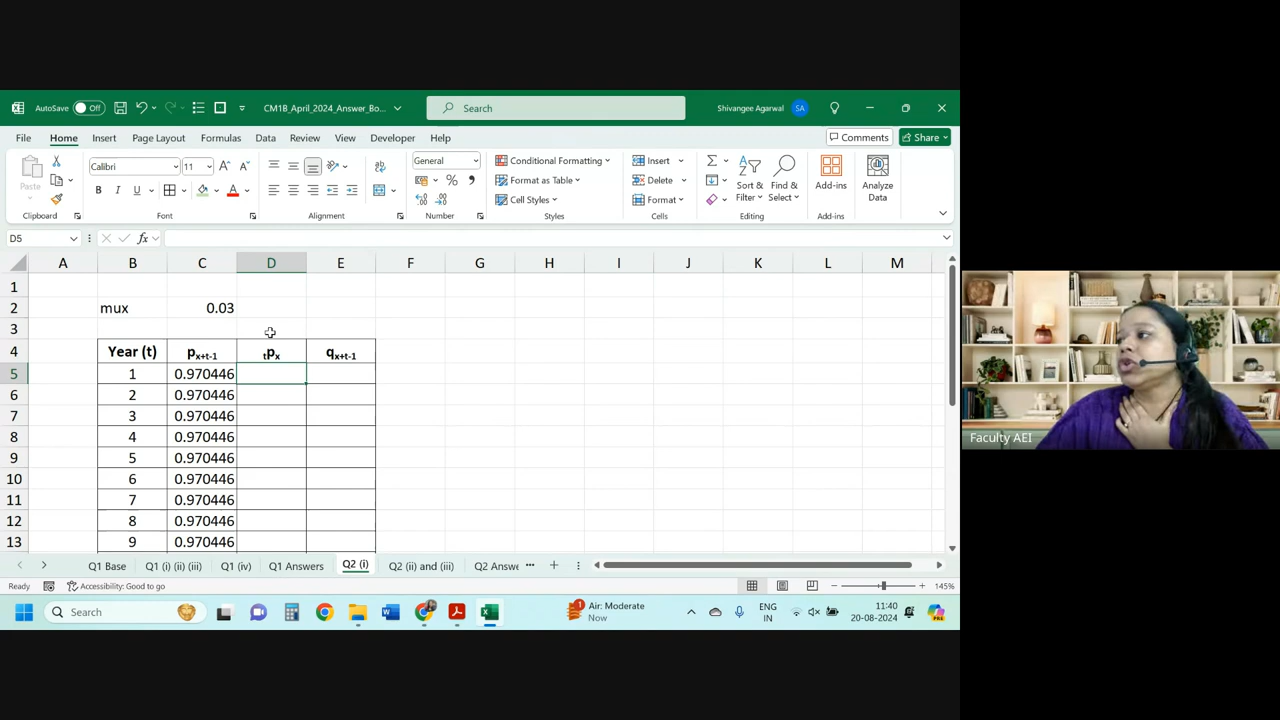 AutoSave Off CM1B_April_2024_Answer_Bo... Search Shivangee Agarwal SA
File Home Insert Page Layout Formulas Data Review View Developer Help Comments Share
Paste Calibri 11 General Conditional Formatting Insert
Format as Table Delete Sort & Filter Find & Select Add-ins Analyze Data
Cell Styles Format
Clipboard Font Alignment Number Styles Cells Editing Add-ins
D5 fx
A B C D E F G H I J K L M
1
2 mux 0.03
3
4 Year (t) px+t-1 tpx qx+t-1
5 1 0.970446
6 2 0.970446
7 3 0.970446
8 4 0.970446
9 5 0.970446
10 6 0.970446
11 7 0.970446
12 8 0.970446
13 9 0.970446
Q1 Base Q1 (i) (ii) (iii) Q1 (iv) Q1 Answers Q2 (i) Q2 (ii) and (iii) Q2 Answe ...
Ready Accessibility: Good to go 145%
Search Air: Moderate Now ENG IN 11:40 20-08-2024
Faculty AEI